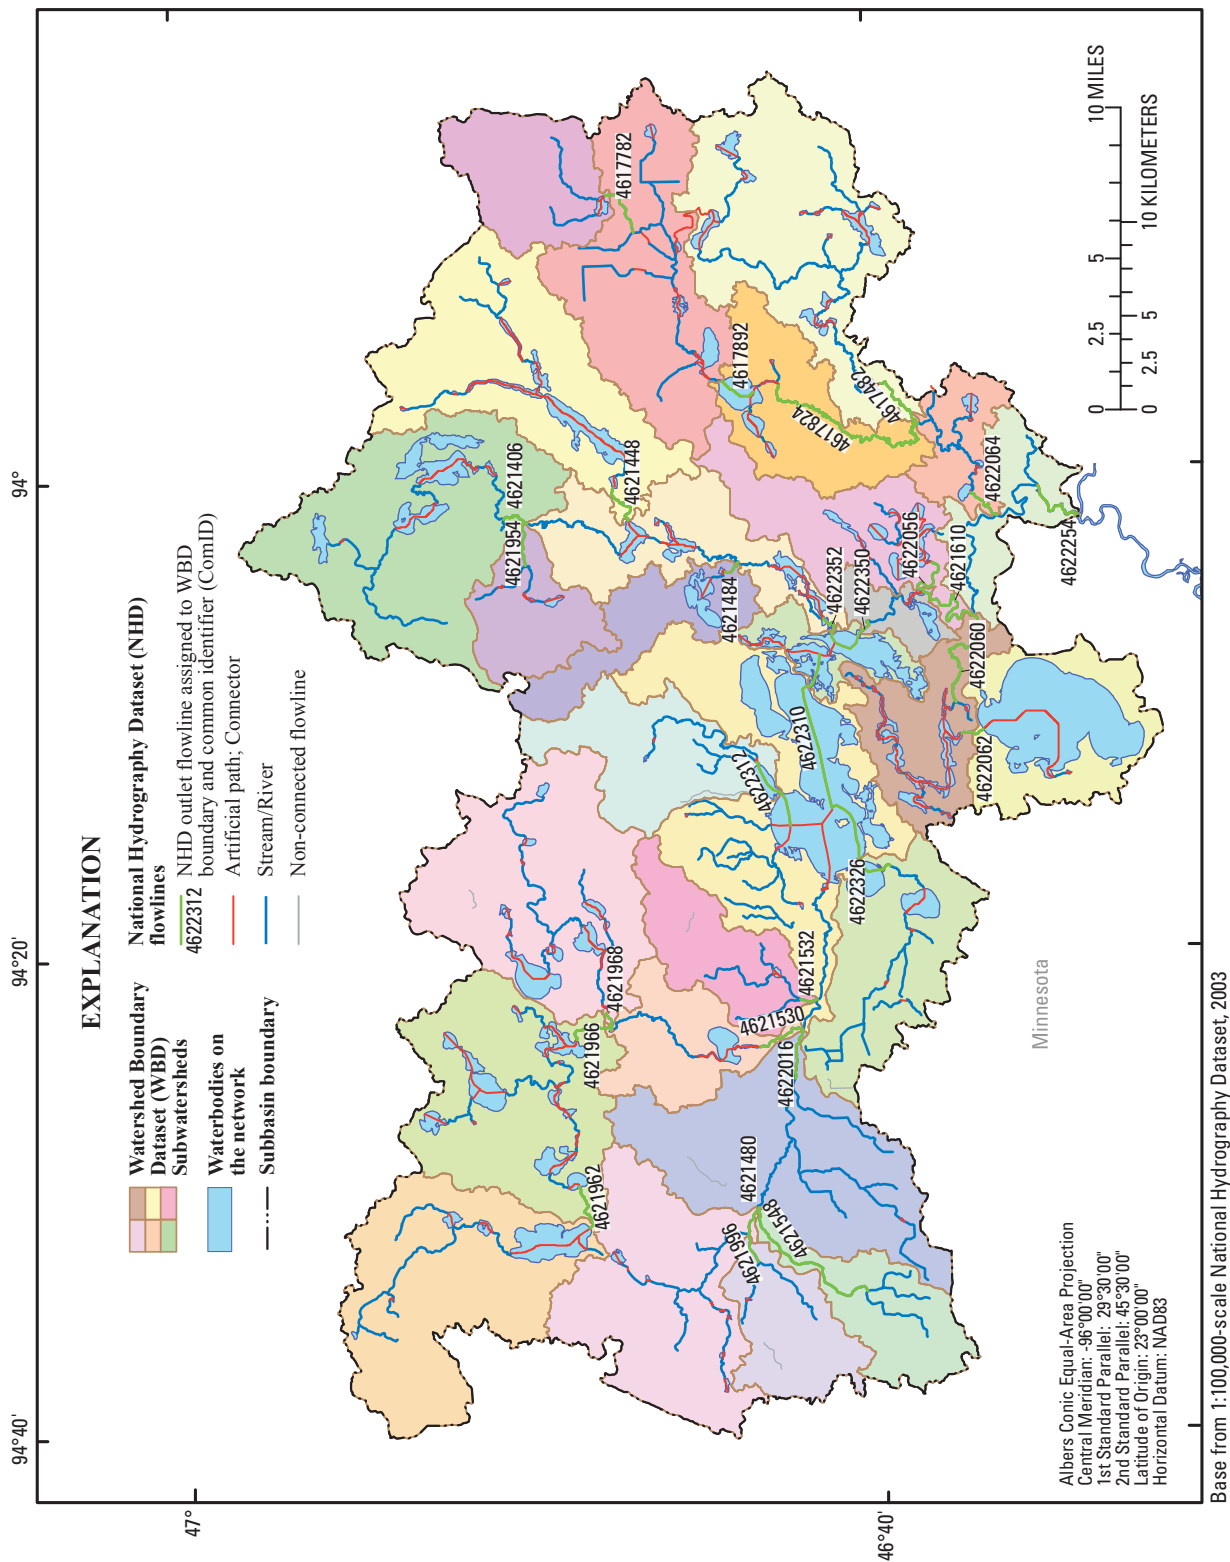 EXPLANATION
Watershed Boundary
Dataset (WBD)
Subwatersheds
Waterbodies on
the network
Subbasin boundary
National Hydrography Dataset (NHD)
flowlines
4622312
NHD outlet flowline assigned to WBD
boundary and common identifier (ComID)
Artificial path; Connector
Stream/River
Non-connected flowline
94°40'
94°20'
94°
47°
46°40'
4621962
4621966
4621968
4621954
4621406
4621448
4617782
4617892
4617824
4617482
4621484
4622352
4622350
4622056
4621610
4622064
4622254
4622060
4622062
4622310
4622312
4622326
4621532
4621530
4622016
4621480
4621548
4621996
Minnesota
0 2.5 5 10 MILES
0 2.5 5 10 KILOMETERS
Albers Conic Equal-Area Projection
Central Meridian: -96°00'00"
1st Standard Parallel: 29°30'00"
2nd Standard Parallel: 45°30'00"
Latitude of Origin: 23°00'00"
Horizontal Datum: NAD83
Base from 1:100,000-scale National Hydrography Dataset, 2003